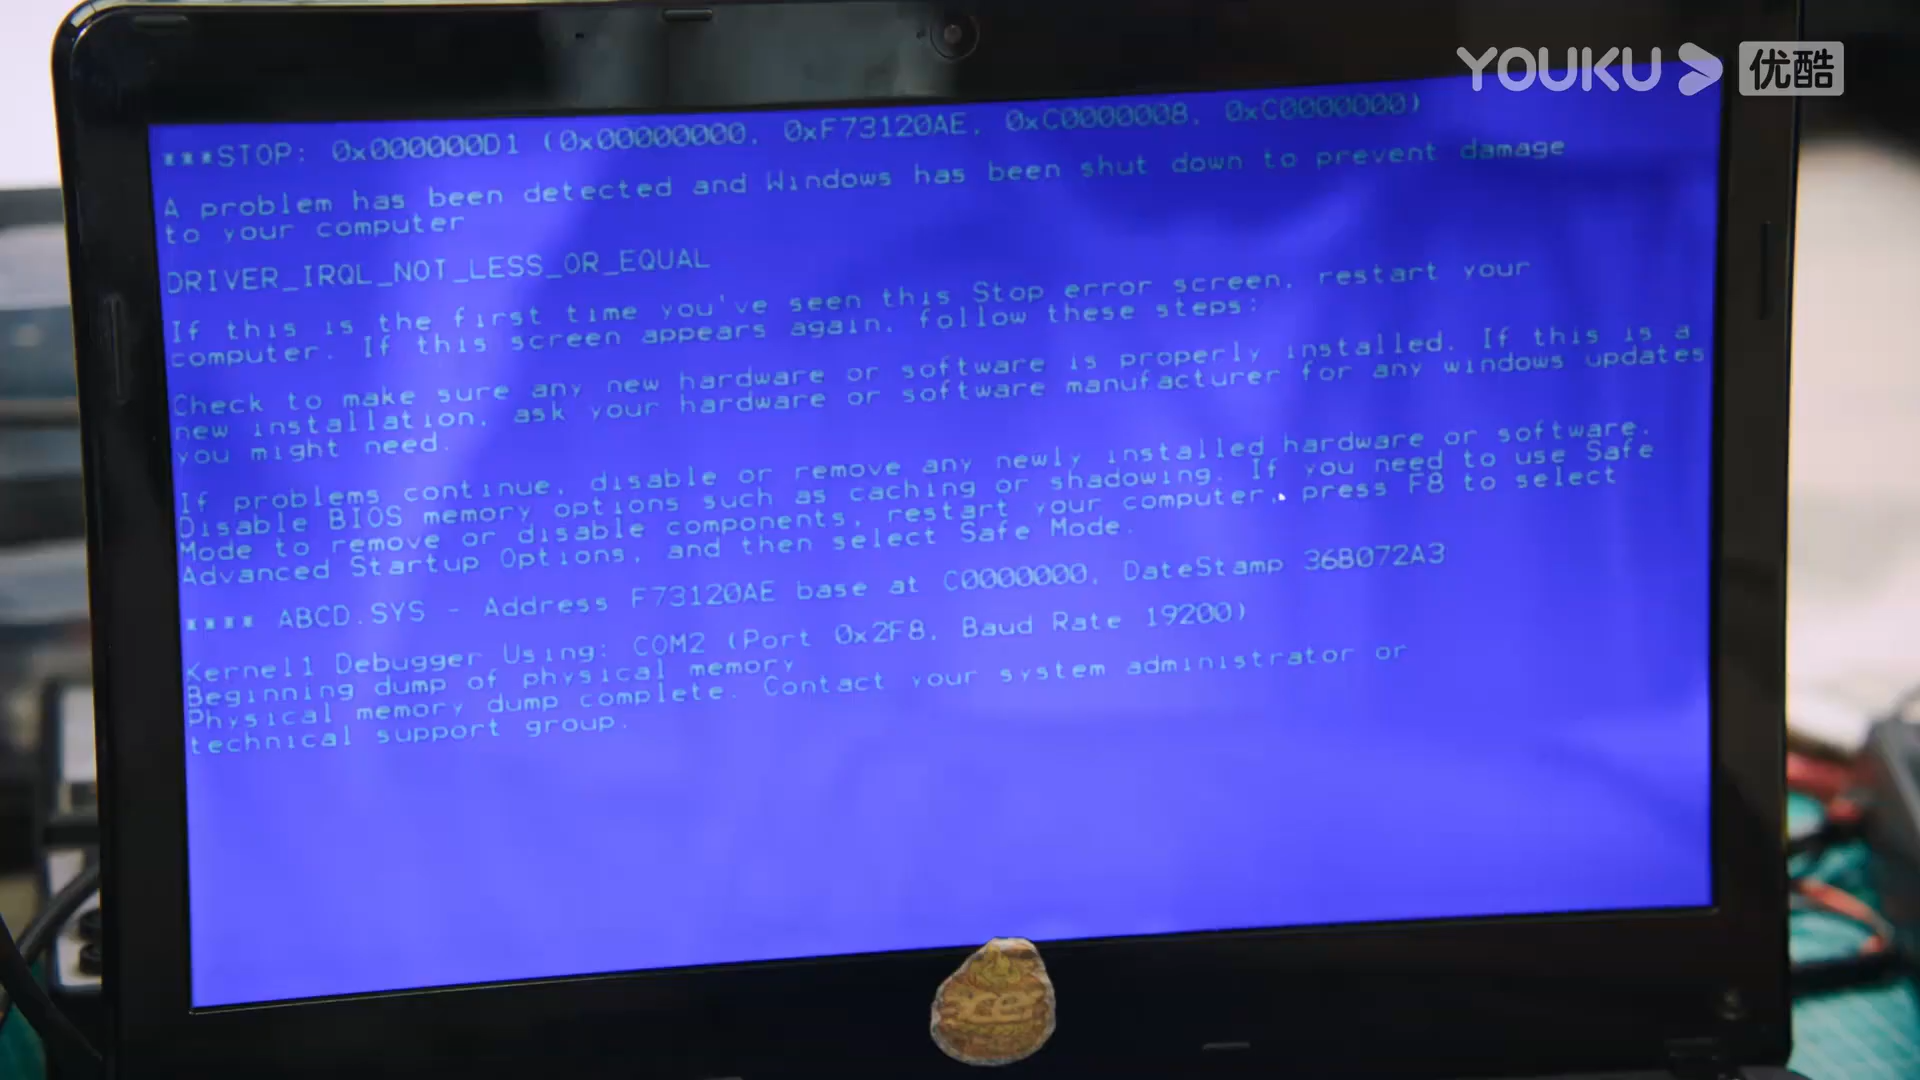 YOUKU 优酷
***STOP: 0x000000D1 (0x00000000, 0xF73120AE, 0xC0000008, 0xC0000000)
A problem has been detected and Windows has been shut down to prevent damage
to your computer
DRIVER_IRQL_NOT_LESS_OR_EQUAL
If this is the first time you've seen this Stop error screen, restart your
computer. If this screen appears again, follow these steps:
Check to make sure any new hardware or software is properly installed. If this is a
new installation, ask your hardware or software manufacturer for any windows updates
you might need.
If problems continue, disable or remove any newly installed hardware or software.
Disable BIOS memory options such as caching or shadowing. If you need to use Safe
Mode to remove or disable components, restart your computer, press F8 to select
Advanced Startup Options, and then select Safe Mode.
**** ABCD.SYS - Address F73120AE base at C0000000, DateStamp 36B072A3
Kernel1 Debugger Using: COM2 (Port 0x2F8, Baud Rate 19200)
Beginning dump of physical memory
Physical memory dump complete. Contact your system administrator or
technical support group.